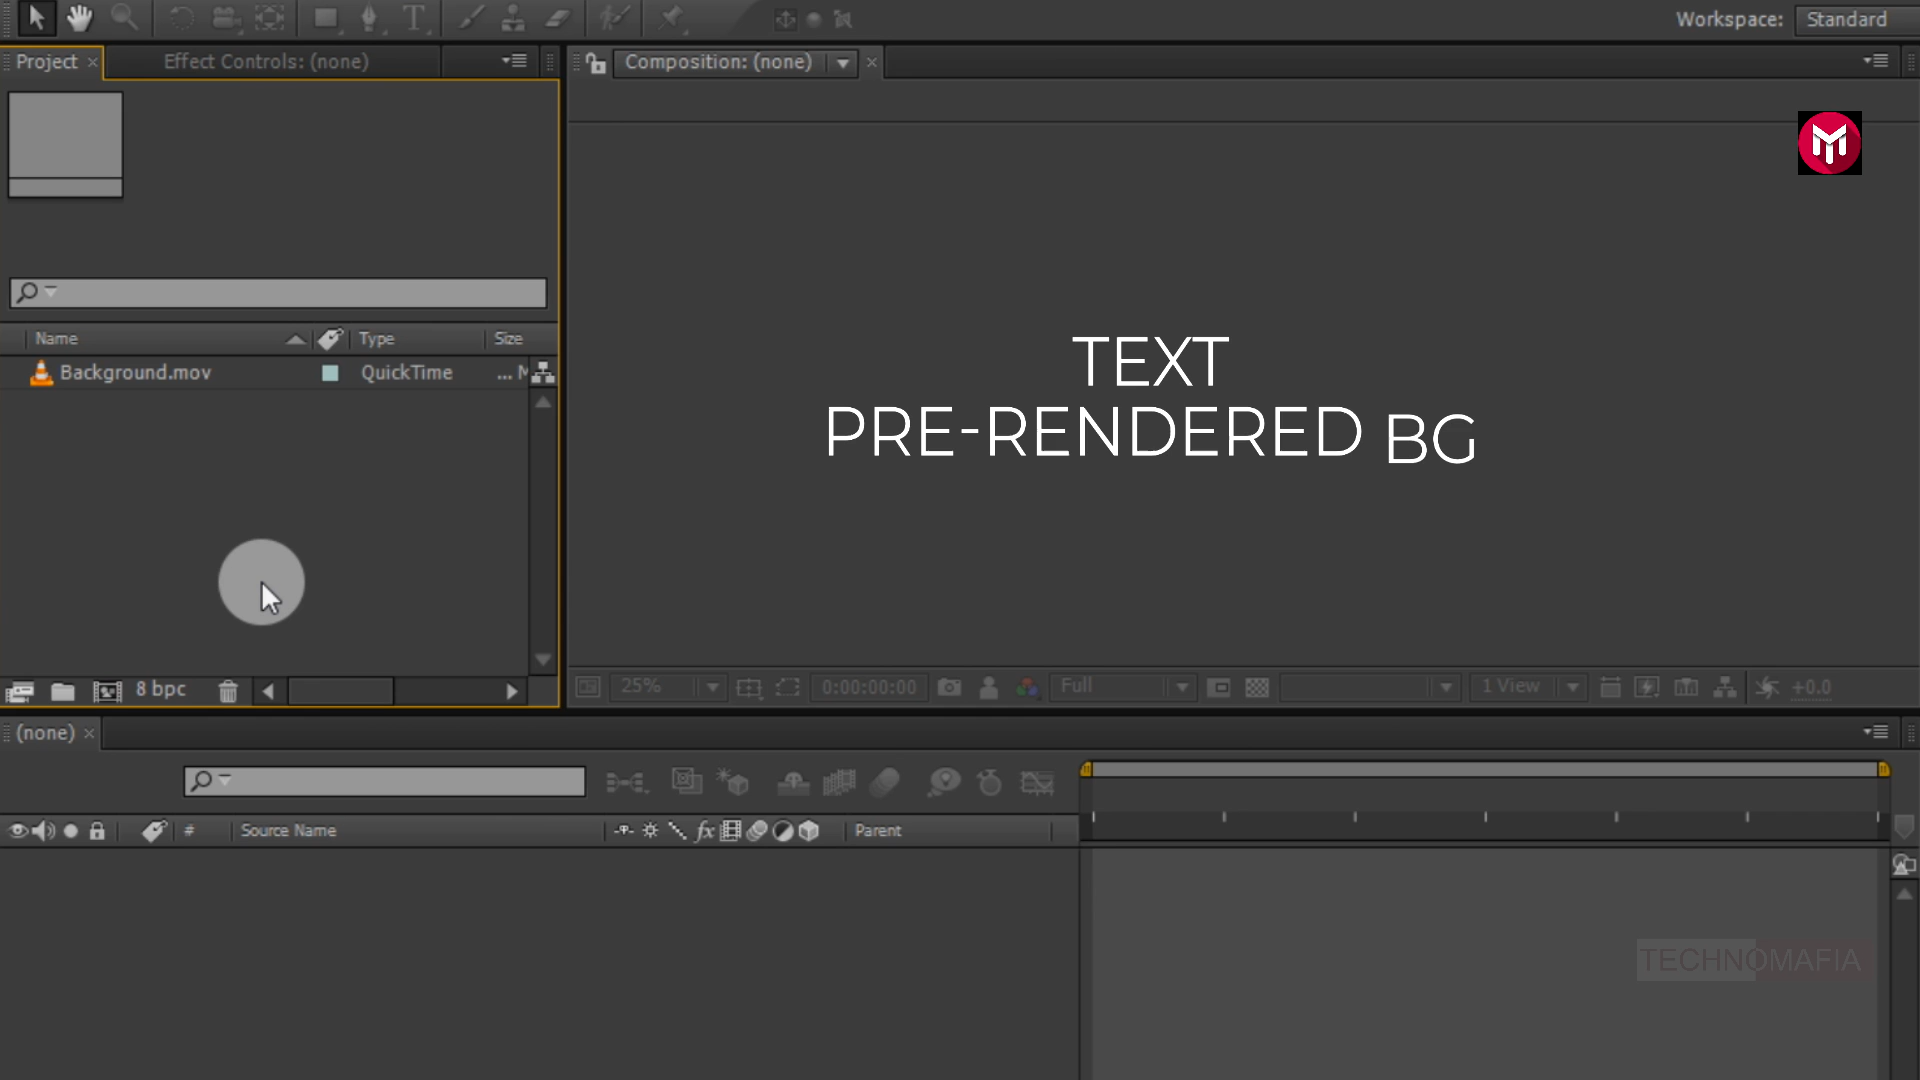 Workspace: Standard
Project Effect Controls: (none)
Composition: (none)
Name Type Size
Background.mov QuickTime ... M
TEXT
PRE-RENDERED BG
8 bpc
25% 0:00:00:00 Full 1 View +0.0
(none)
# Source Name fx Parent
TECHNOMAFIA